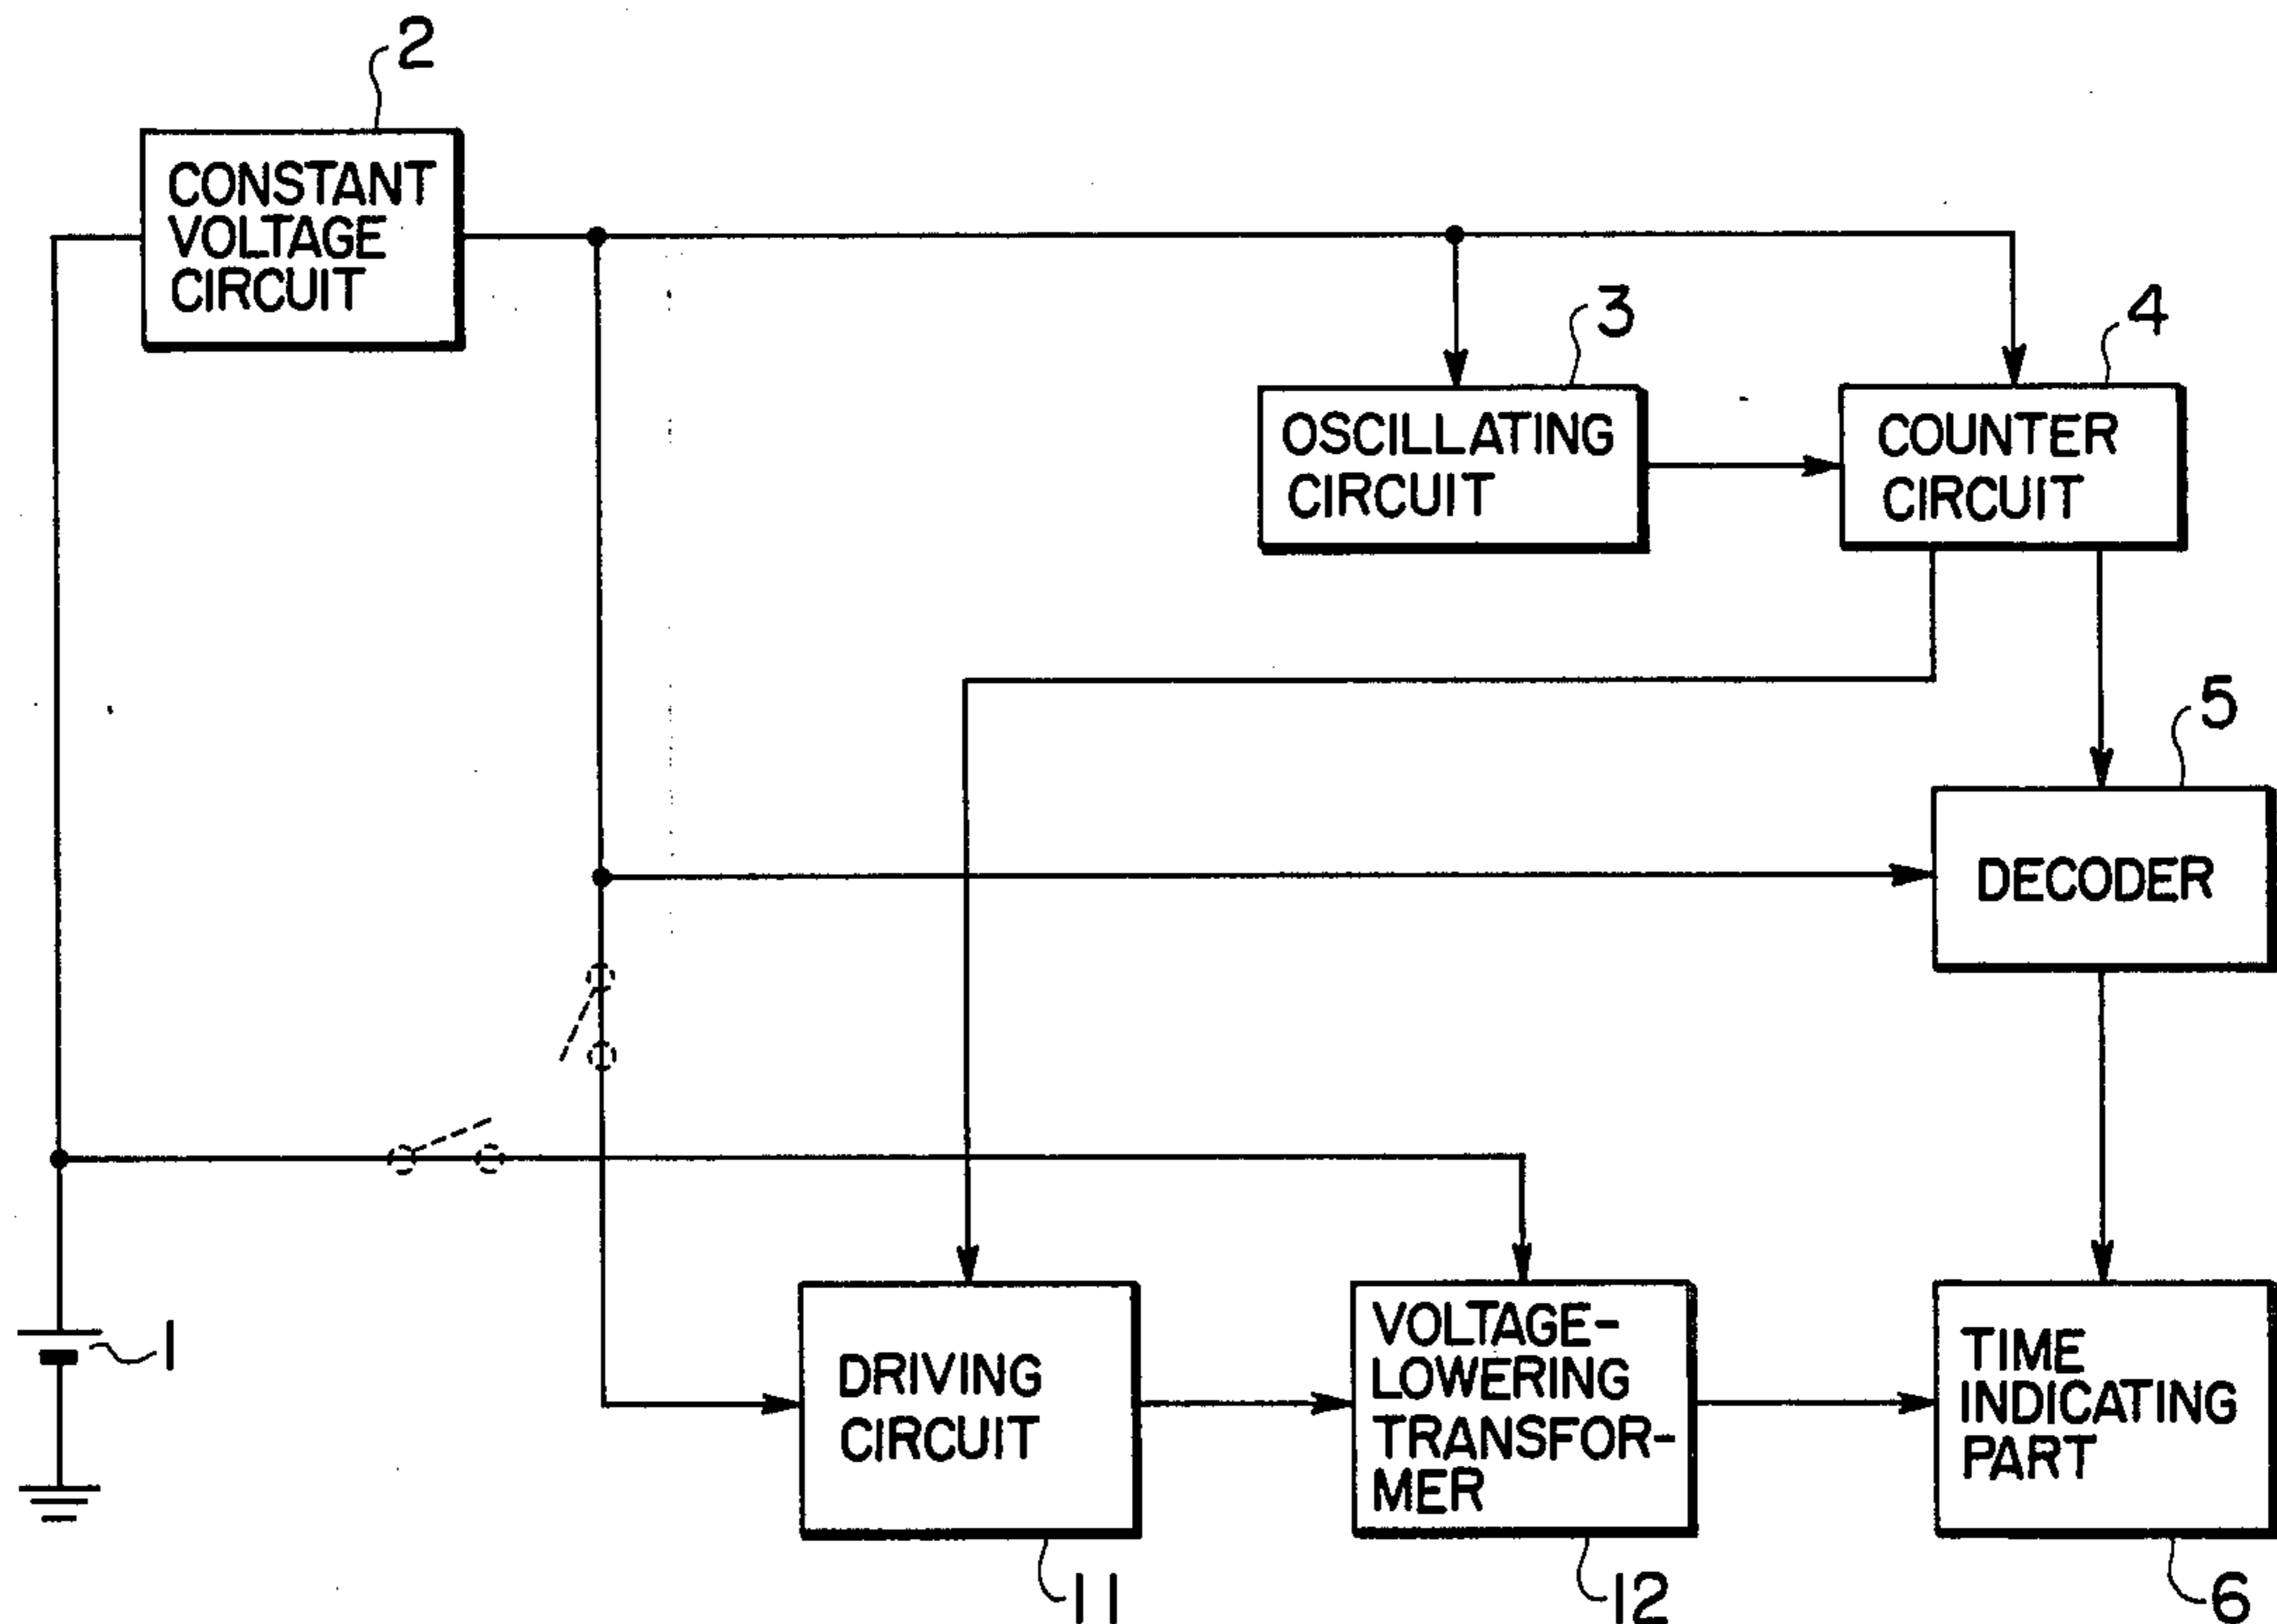 2
CONSTANT
VOLTAGE
CIRCUIT
3
OSCILLATING
CIRCUIT
4
COUNTER
CIRCUIT
5
DECODER
1
DRIVING
CIRCUIT
11
VOLTAGE-
LOWERING
TRANSFOR-
MER
12
TIME
INDICATING
PART
6